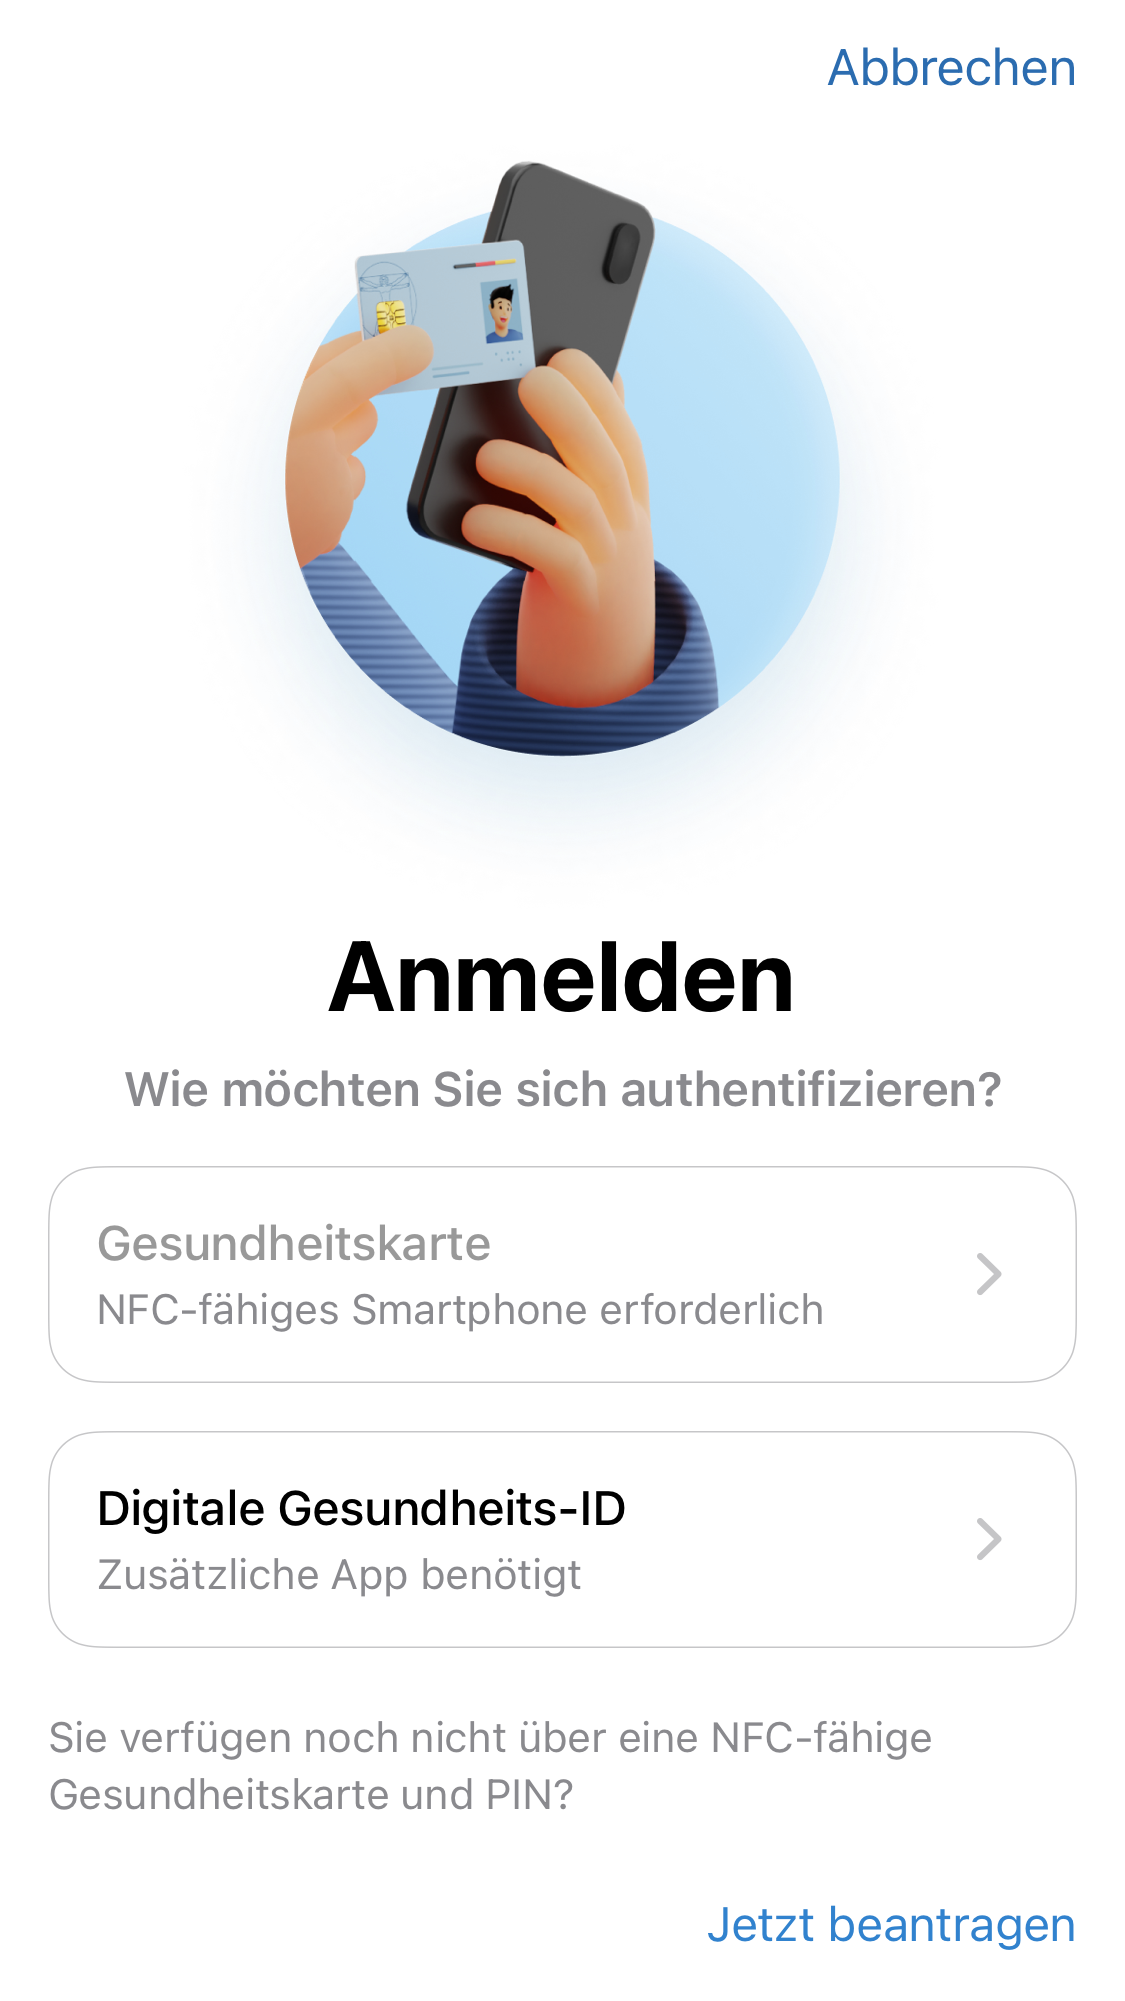 Abbrechen
Anmelden
Wie möchten Sie sich authentifizieren?
Gesundheitskarte
NFC-fähiges Smartphone erforderlich
Digitale Gesundheits-ID
Zusätzliche App benötigt
Sie verfügen noch nicht über eine NFC-fähige
Gesundheitskarte und PIN?
Jetzt beantragen